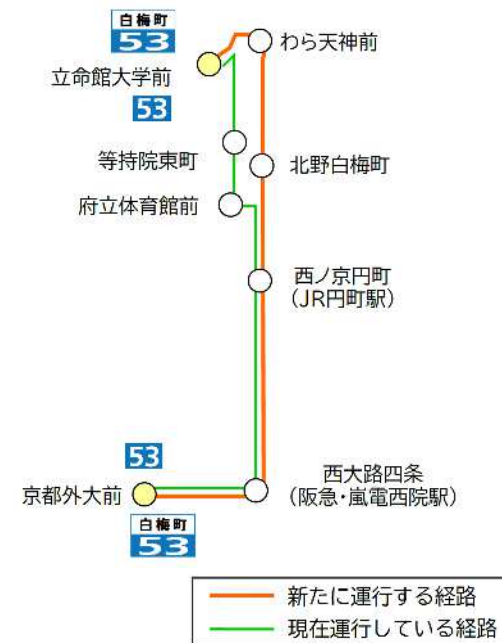 白梅町
53
わら天神前
立命館大学前
53
等持院東町
北野白梅町
府立体育館前
西ノ京円町
（JR円町駅）
53
西大路四条
（阪急・嵐電西院駅）
京都外大前
白梅町
53
新たに運行する経路
現在運行している経路